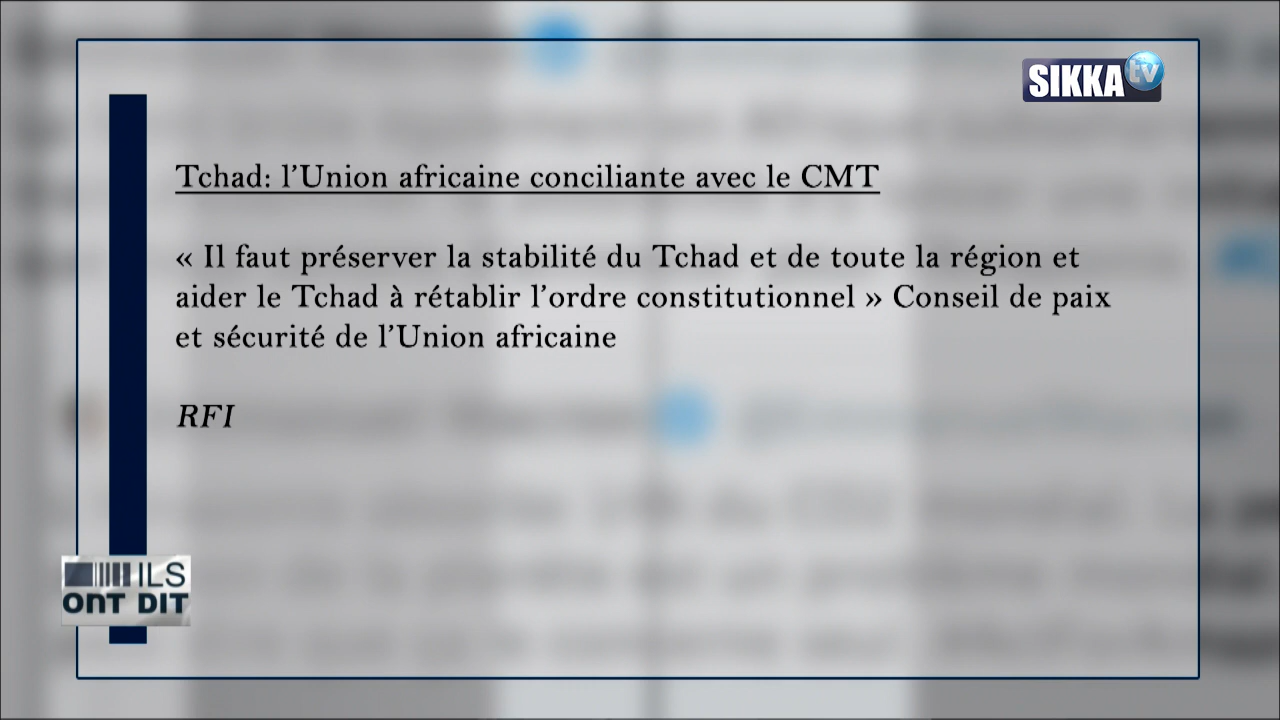 SIKKA tv
Tchad: l’Union africaine conciliante avec le CMT
« Il faut préserver la stabilité du Tchad et de toute la région et
aider le Tchad à rétablir l’ordre constitutionnel » Conseil de paix
et sécurité de l’Union africaine
RFI
ILS
ONT DIT